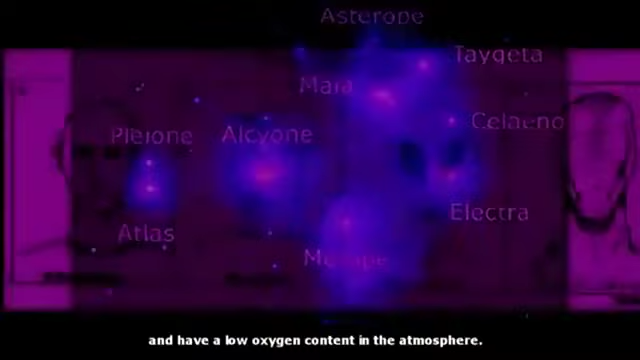 Asterope
Taygeta
Maia
Celaeno
Pleione Alcyone
Electra
Atlas
Merope
and have a low oxygen content in the atmosphere.